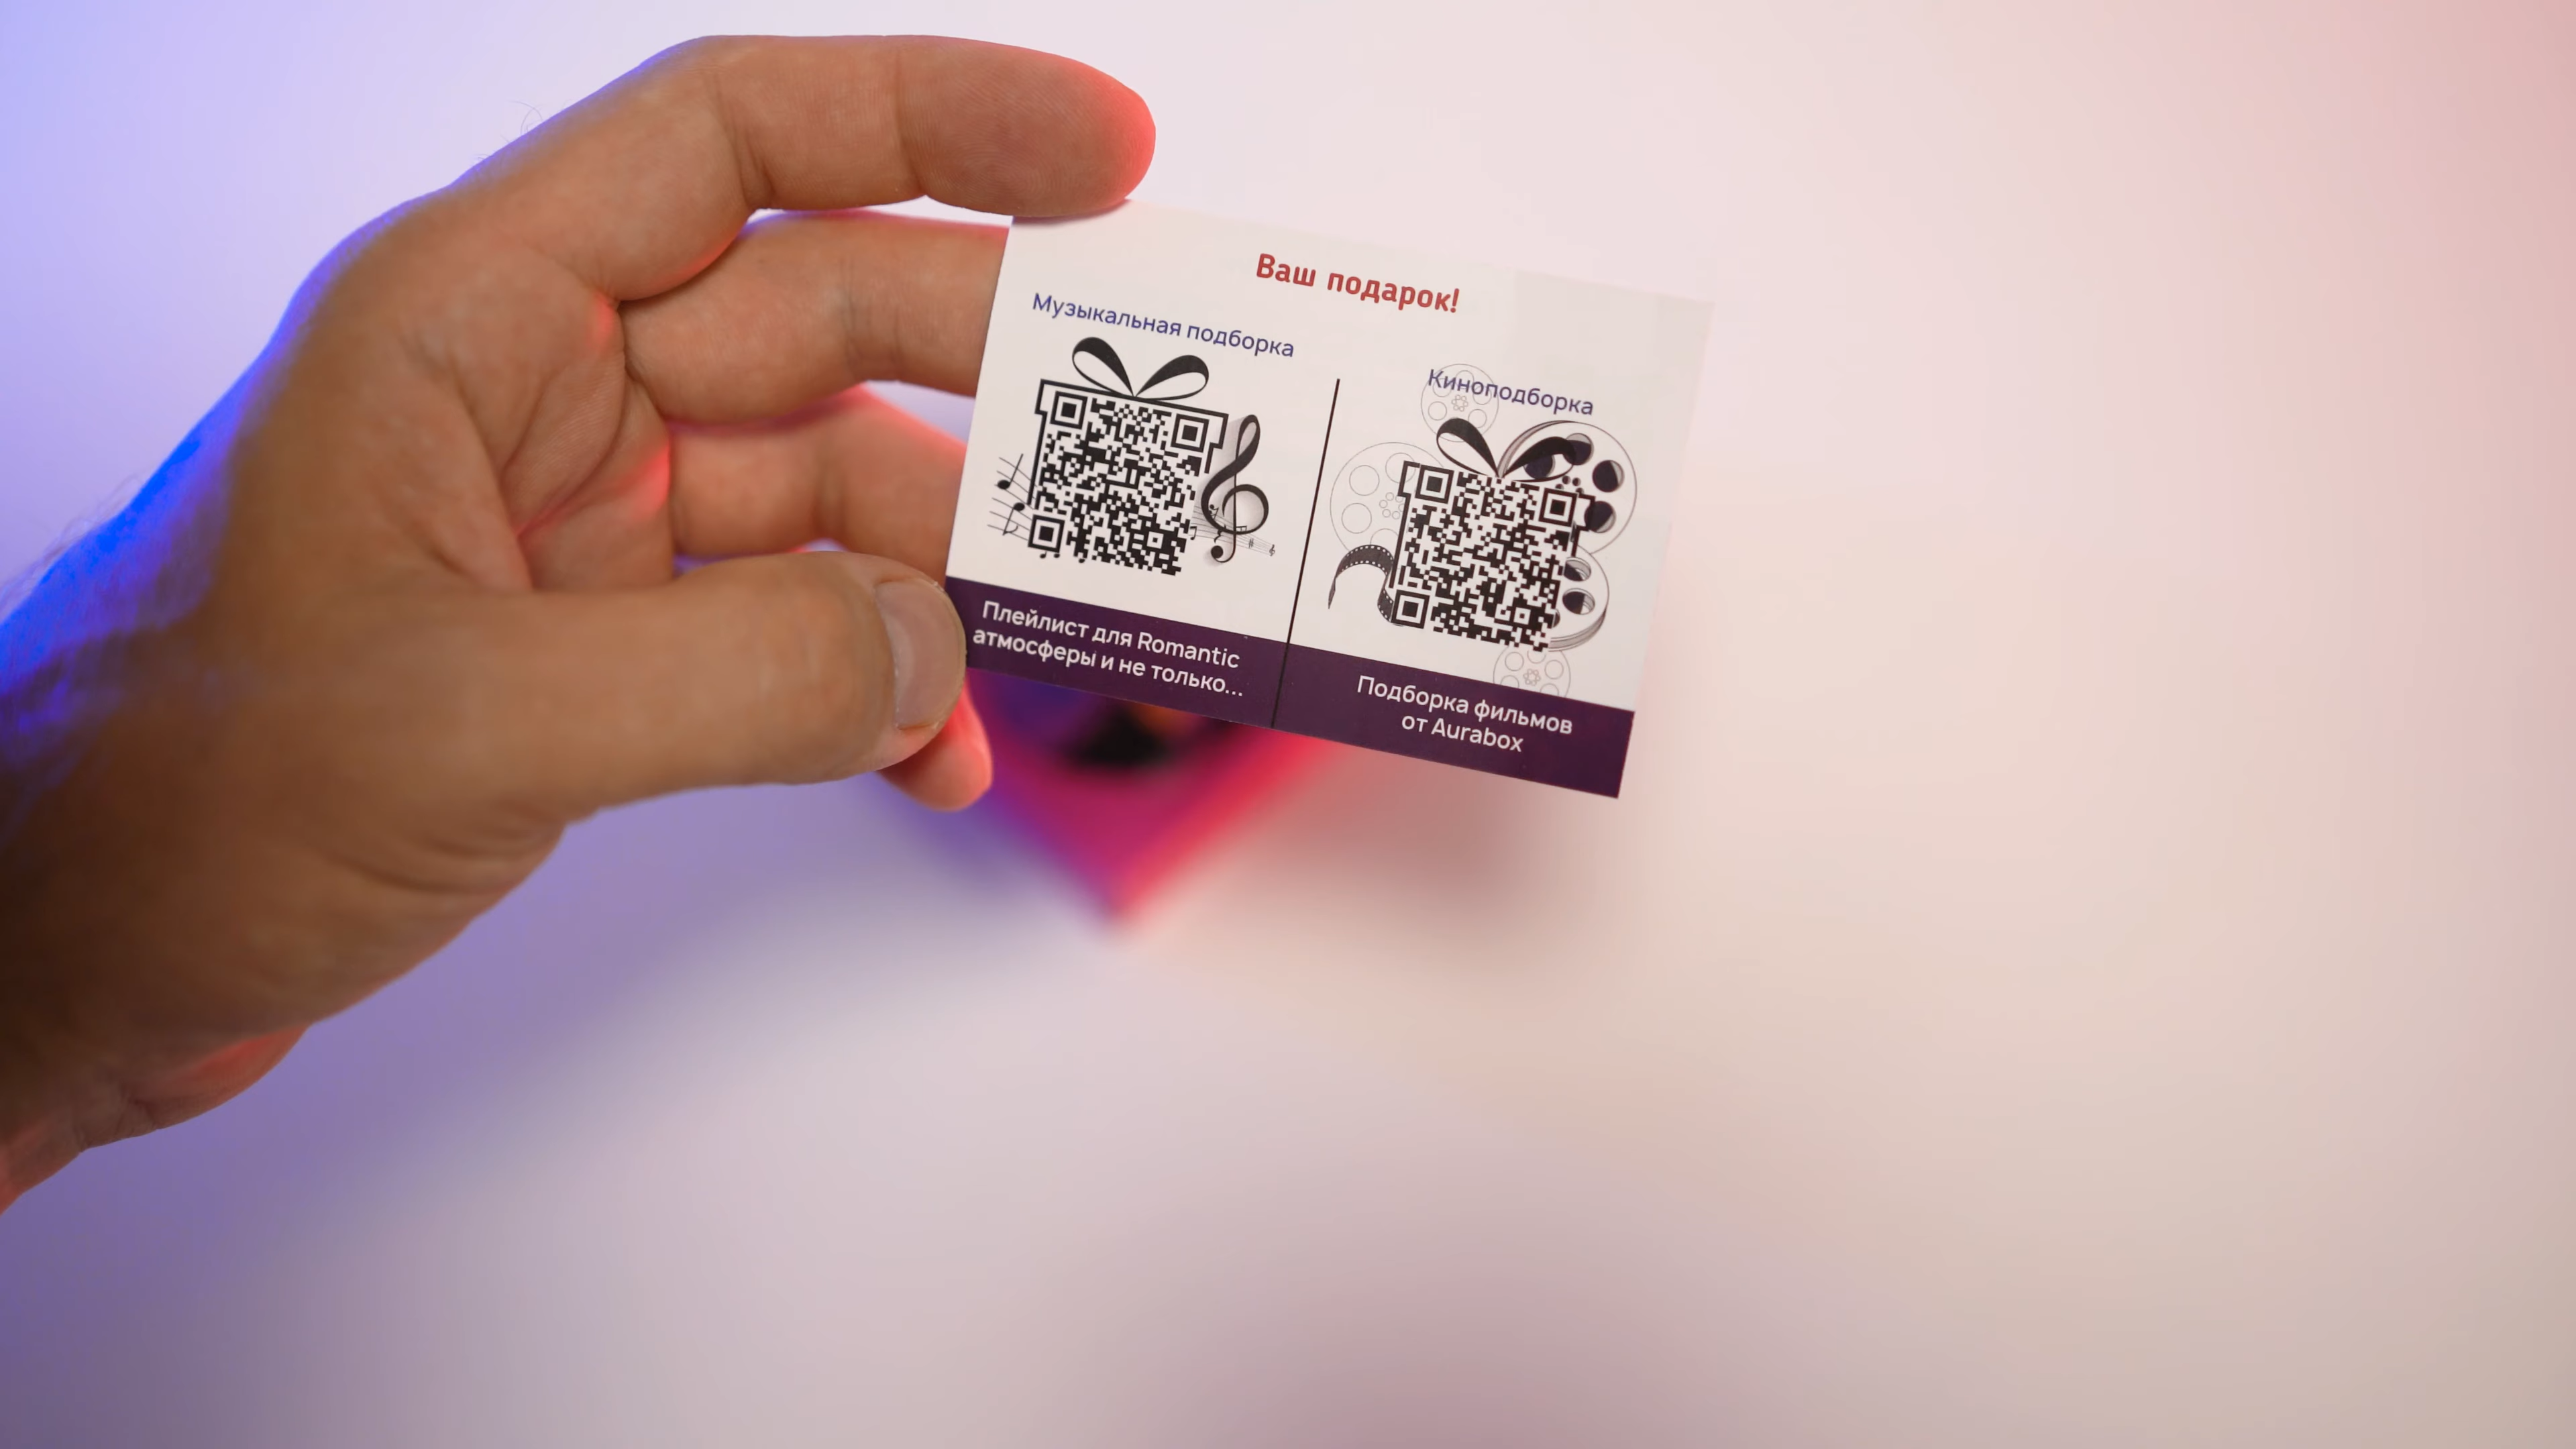 Ваш подарок!
Музыкальная подборка
Плейлист для Romantic
атмосферы и не только...
Киноподборка
Подборка фильмов
от Aurabox